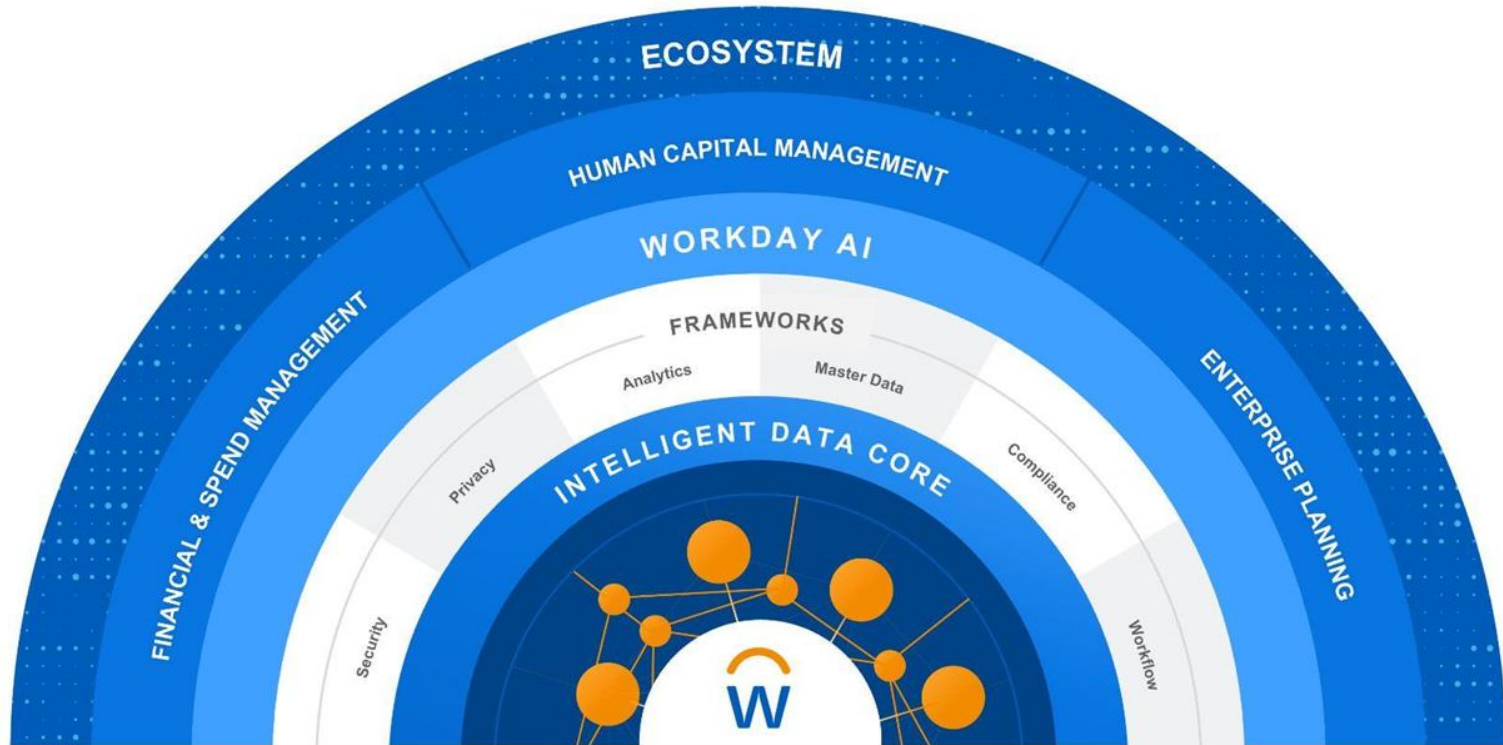 ECOSYSTEM
HUMAN CAPITAL MANAGEMENT
FINANCIAL & SPEND MANAGEMENT
ENTERPRISE PLANNING
WORKDAY AI
FRAMEWORKS
Security
Privacy
Analytics
Master Data
Compliance
Workflow
INTELLIGENT DATA CORE
W